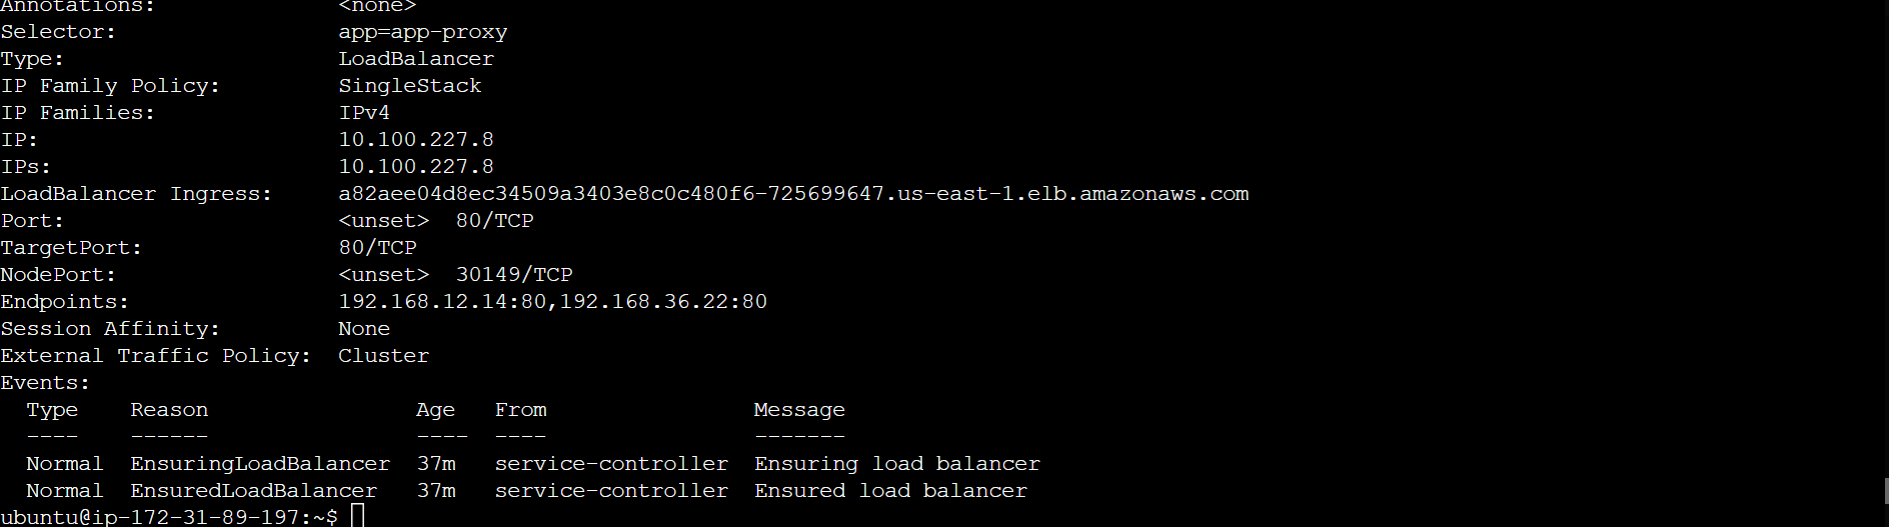 Annotations: <none>
Selector: app=app-proxy
Type: LoadBalancer
IP Family Policy: SingleStack
IP Families: IPv4
IP: 10.100.227.8
IPs: 10.100.227.8
LoadBalancer Ingress: a82aee04d8ec34509a3403e8c0c480f6-725699647.us-east-1.elb.amazonaws.com
Port: <unset> 80/TCP
TargetPort: 80/TCP
NodePort: <unset> 30149/TCP
Endpoints: 192.168.12.14:80,192.168.36.22:80
Session Affinity: None
External Traffic Policy: Cluster
Events:
Type Reason Age From Message
---- ------ ---- ---- -------
Normal EnsuringLoadBalancer 37m service-controller Ensuring load balancer
Normal EnsuredLoadBalancer 37m service-controller Ensured load balancer
ubuntu@ip-172-31-89-197:~$